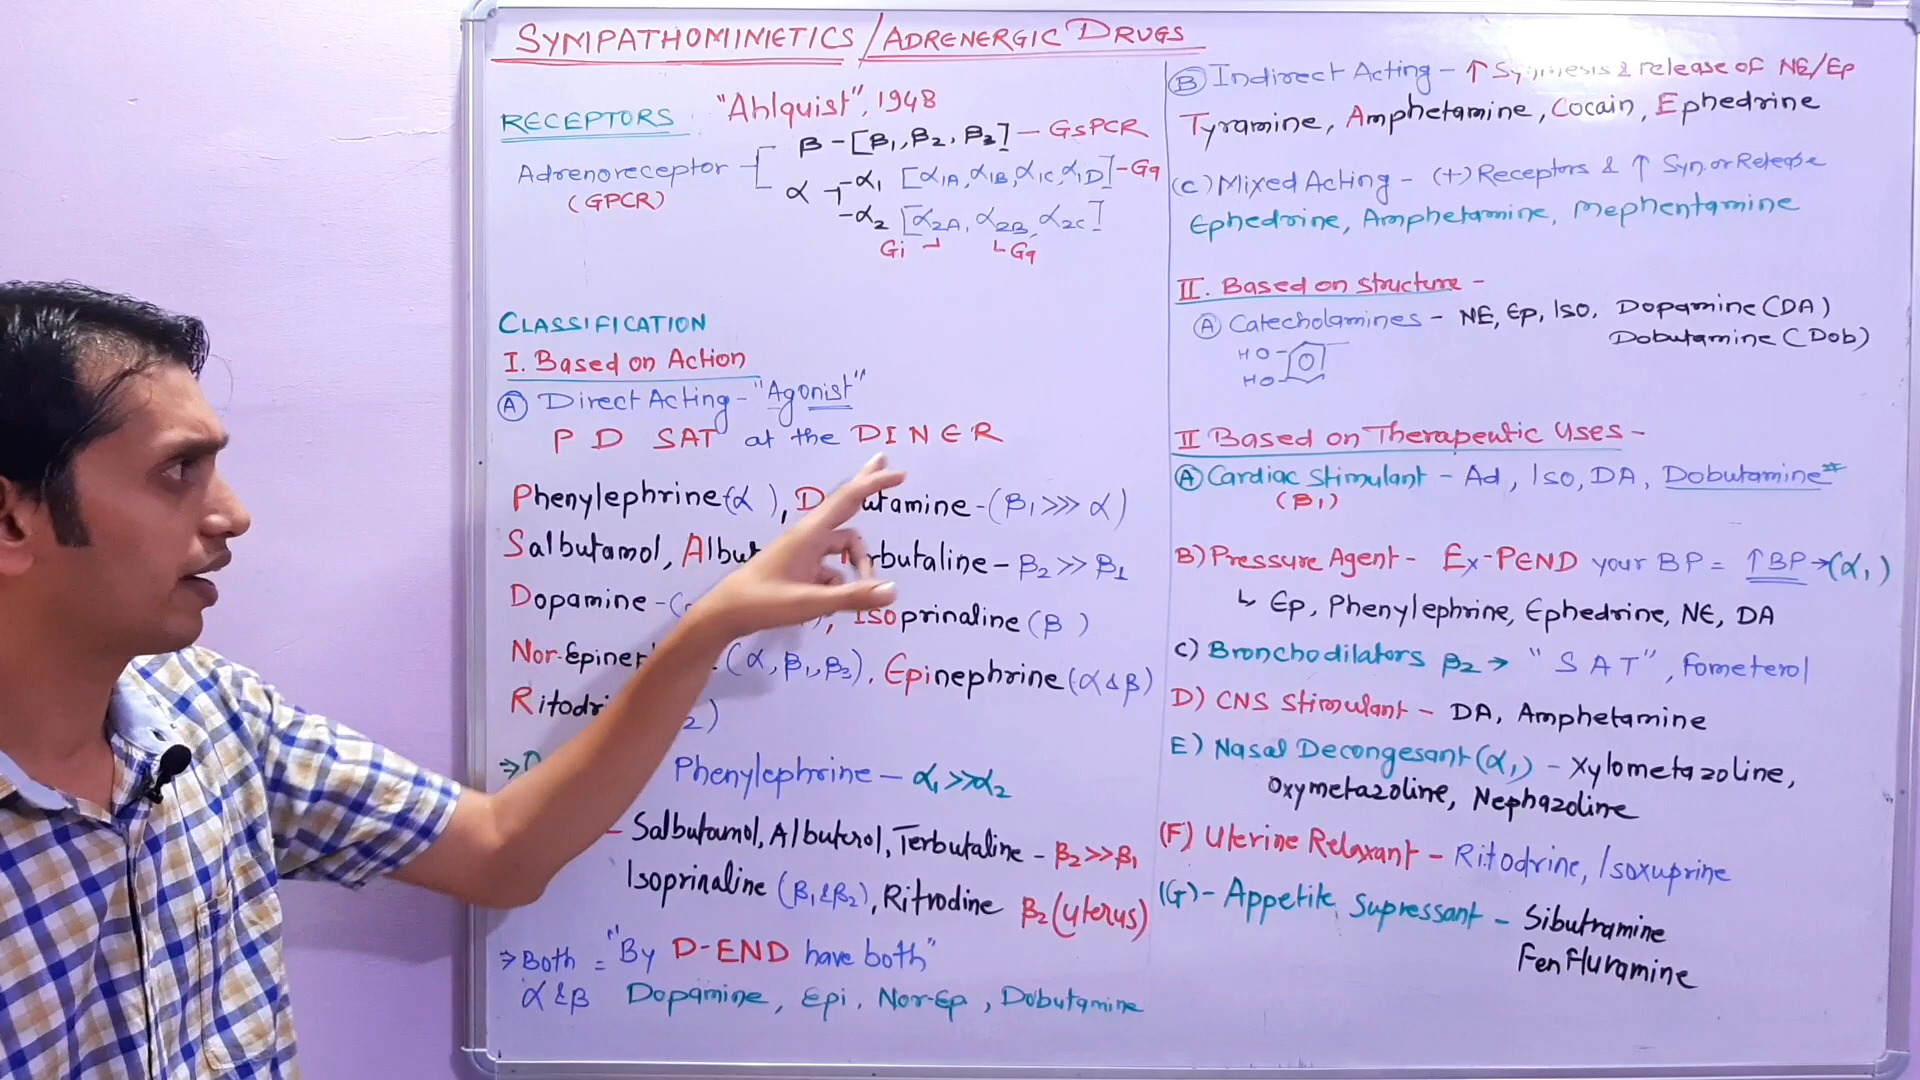 SYMPATHOMIMETICS / ADRENERGIC DRUGS
RECEPTORS "Ahlquist", 1948
β - [β1, β2, β3] - GsPCR
Adrenoreceptor
(GPCR)
α - α1 [α1A, α1B, α1C, α1D] - Gq
- α2 [α2A, α2B, α2C]
Gi Gq
CLASSIFICATION
I. Based on Action
(A) Direct Acting - "Agonist"
P D SAT at the DINER
Phenylephrine (α ), D utamine - (β1 >>> α)
Salbutamol, Albut rbutaline - β2 >> β1
Dopamine - ( ), Isoprinaline (β )
Nor-Epine (α, β1, β3). Epinephrine (α & β)
Ritodri 2)
Phenylephrine - α1 >> α2
- Salbutamol, Albuterol, Terbutaline - β2 >> β1
Isoprinaline (β1 & β2), Ritrodine β2 (uterus)
→ Both = "By D-END have both"
α & β Dopamine, Epi, Nor-Ep, Dobutamine
(B) Indirect Acting - ↑ Sy nesis & release of NE/Ep
Tyramine, Amphetamine, Cocain, Ephedrine
(C) Mixed Acting - (+) Receptors & ↑ Syn. or Release
Ephedrine, Amphetamine, Mephentamine
II. Based on structure -
(A) Catecholamines - NE, Ep, Iso, Dopamine (DA)
Dobutamine (Dob)
HO
HO
II Based on Therapeutic Uses -
(A) Cardiac Stimulant - Ad, Iso, DA, Dobutamine*
(β1)
B) Pressure Agent - Ex-PEND your BP = ↑BP → (α1)
↳ Ep, Phenylephrine, Ephedrine, NE, DA
C) Bronchodilators β2 → "SAT", Fometerol
D) CNS Stimulant - DA, Amphetamine
E) Nasal Decongesant (α1) - Xylometazoline,
Oxymetazoline, Nephazoline
(F) Uterine Relaxant - Ritodrine, Isoxuprine
(G) - Appetite Supressant - Sibutramine
Fenfluramine